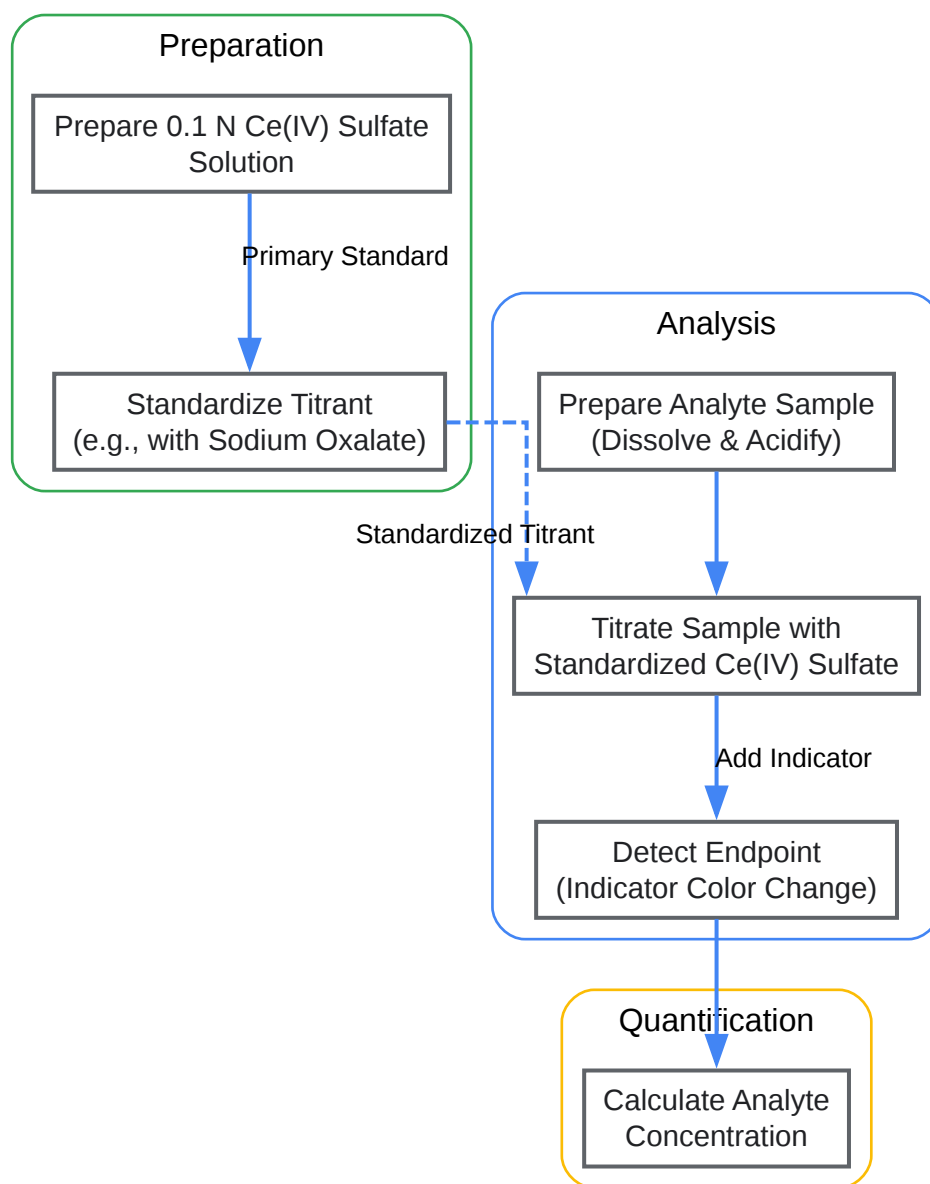 Preparation
Prepare 0.1 N Ce(IV) Sulfate
Solution
Primary Standard
Standardize Titrant
(e.g., with Sodium Oxalate)
Standardized Titrant
Analysis
Prepare Analyte Sample
(Dissolve & Acidify)
Titrate Sample with
Standardized Ce(IV) Sulfate
Add Indicator
Detect Endpoint
(Indicator Color Change)
Quantification
Calculate Analyte
Concentration